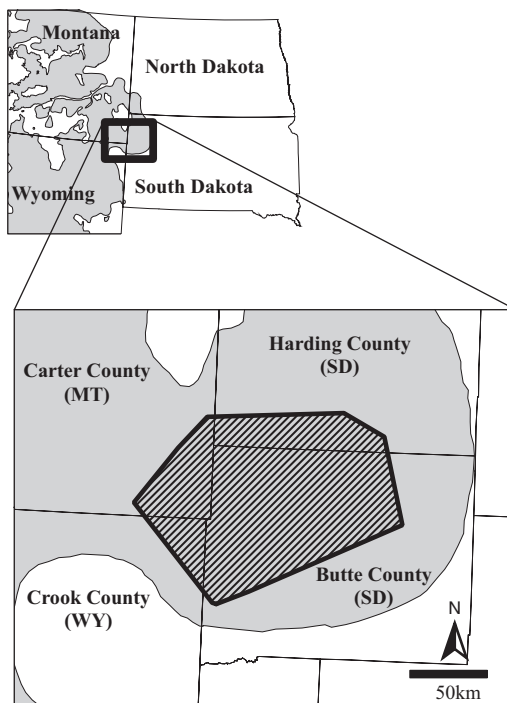 Montana
North Dakota
Wyoming
South Dakota
Harding County
(SD)
Carter County
(MT)
Butte County
(SD)
Crook County
(WY)
N
50km